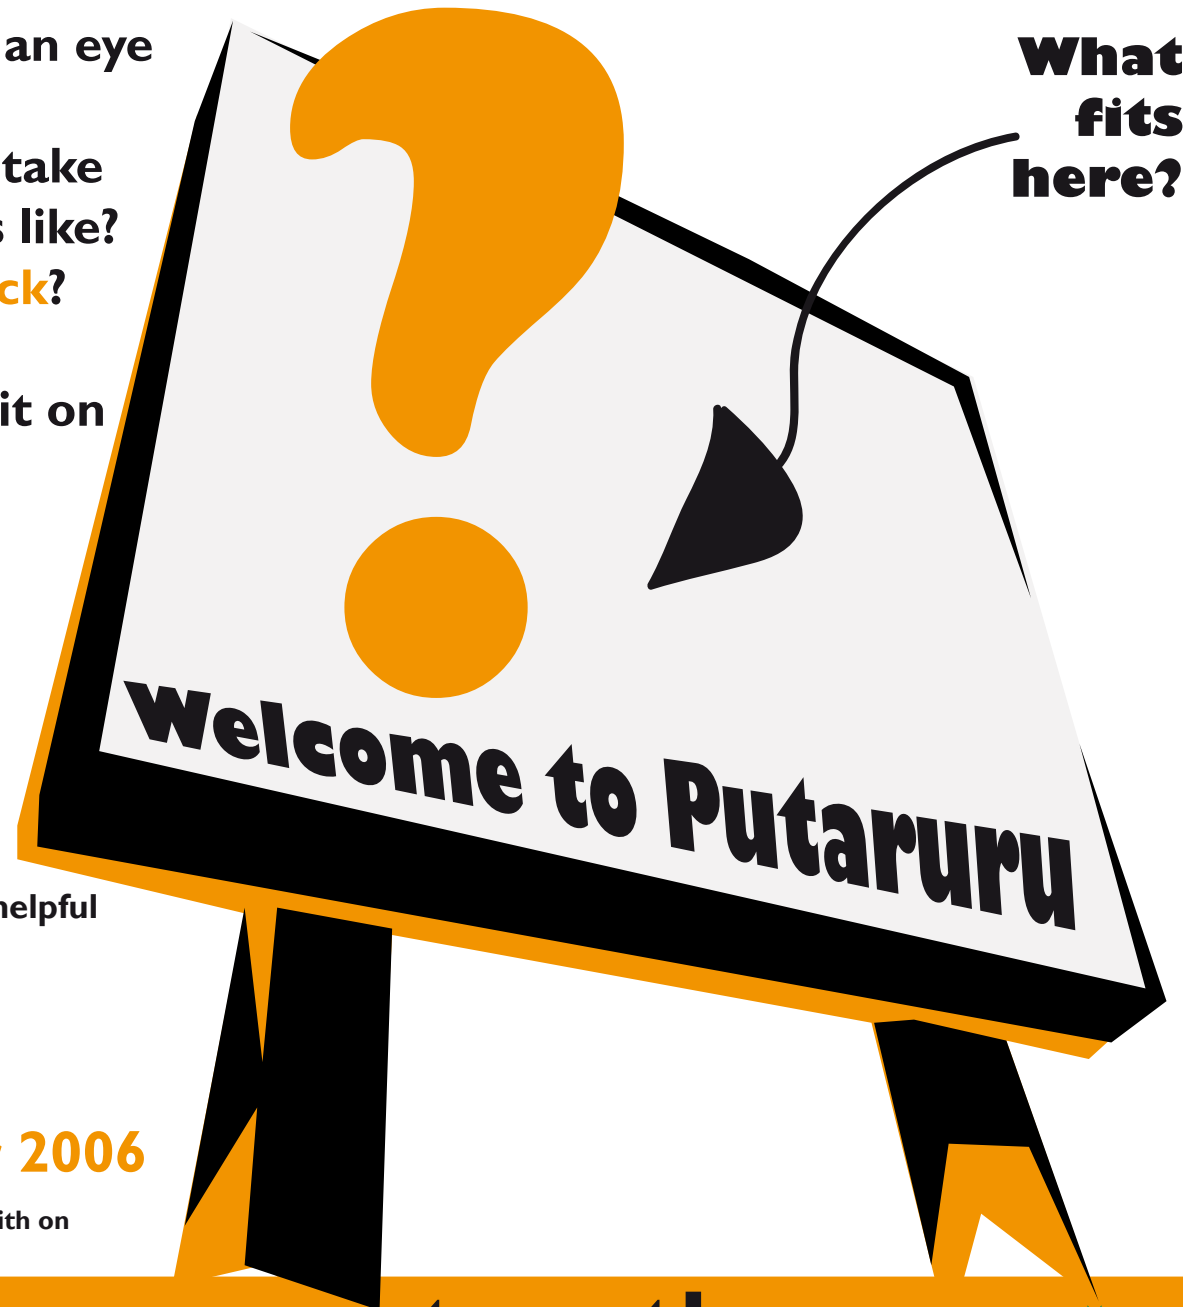 an eye
take
like?
ck?
it on
What
fits
here?
Welcome to Putaruru
helpful
2006
ith on